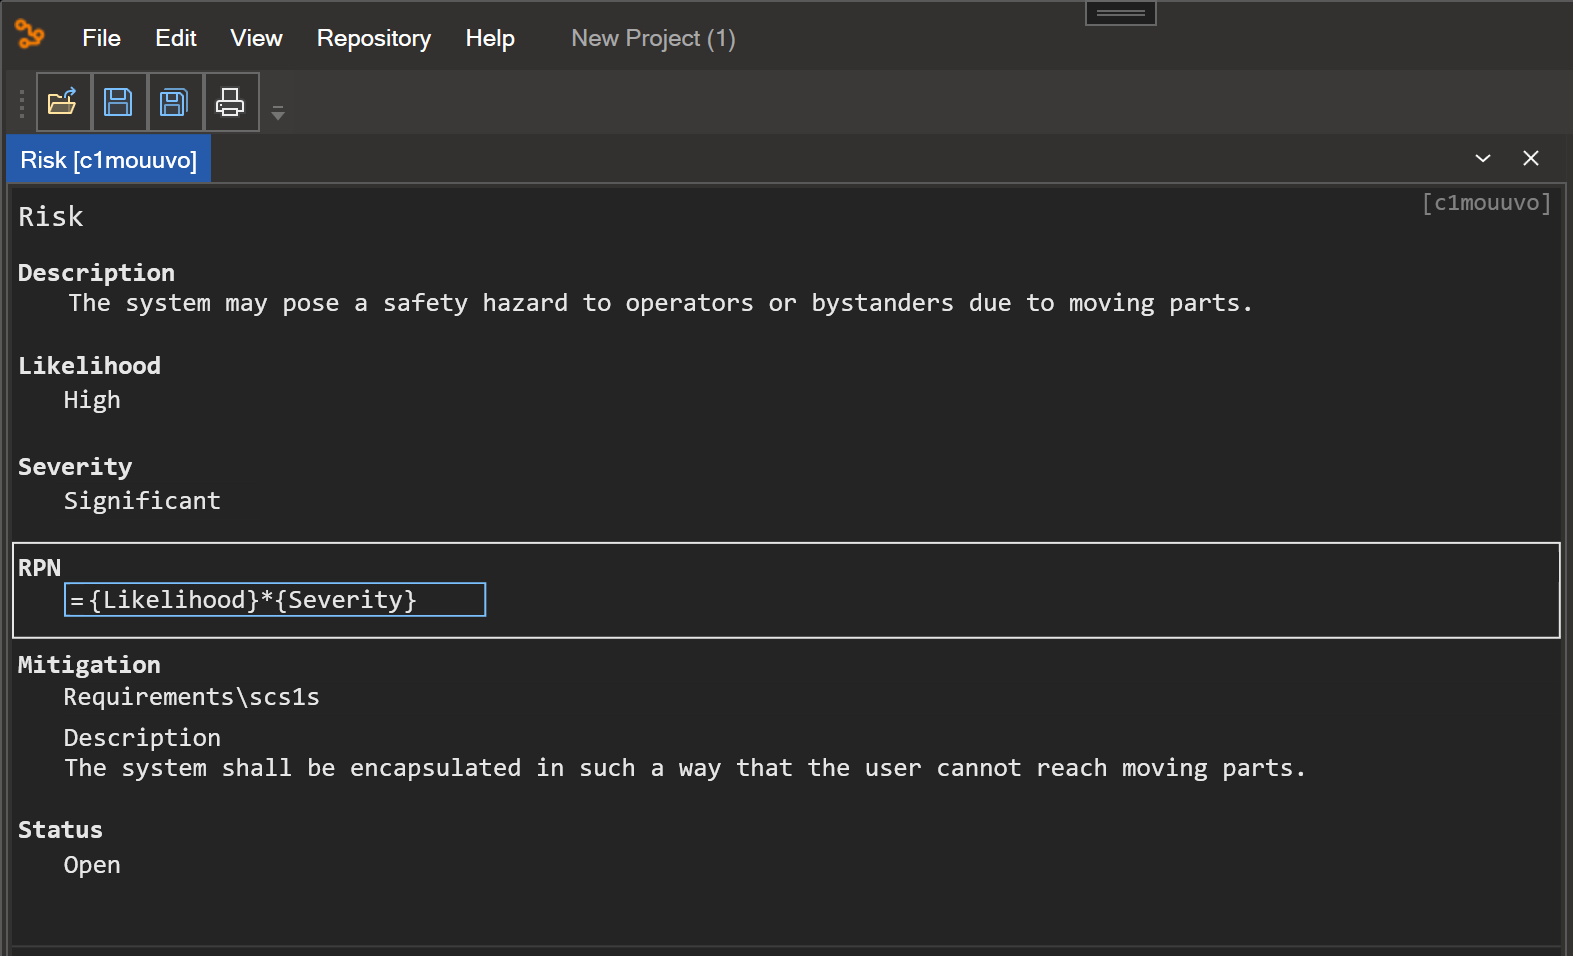 File Edit View Repository Help New Project (1)
Risk [c1mouuvo]
[c1mouuvo]
Risk
Description
The system may pose a safety hazard to operators or bystanders due to moving parts.
Likelihood
High
Severity
Significant
RPN
={Likelihood}*{Severity}
Mitigation
Requirements\scs1s
Description
The system shall be encapsulated in such a way that the user cannot reach moving parts.
Status
Open